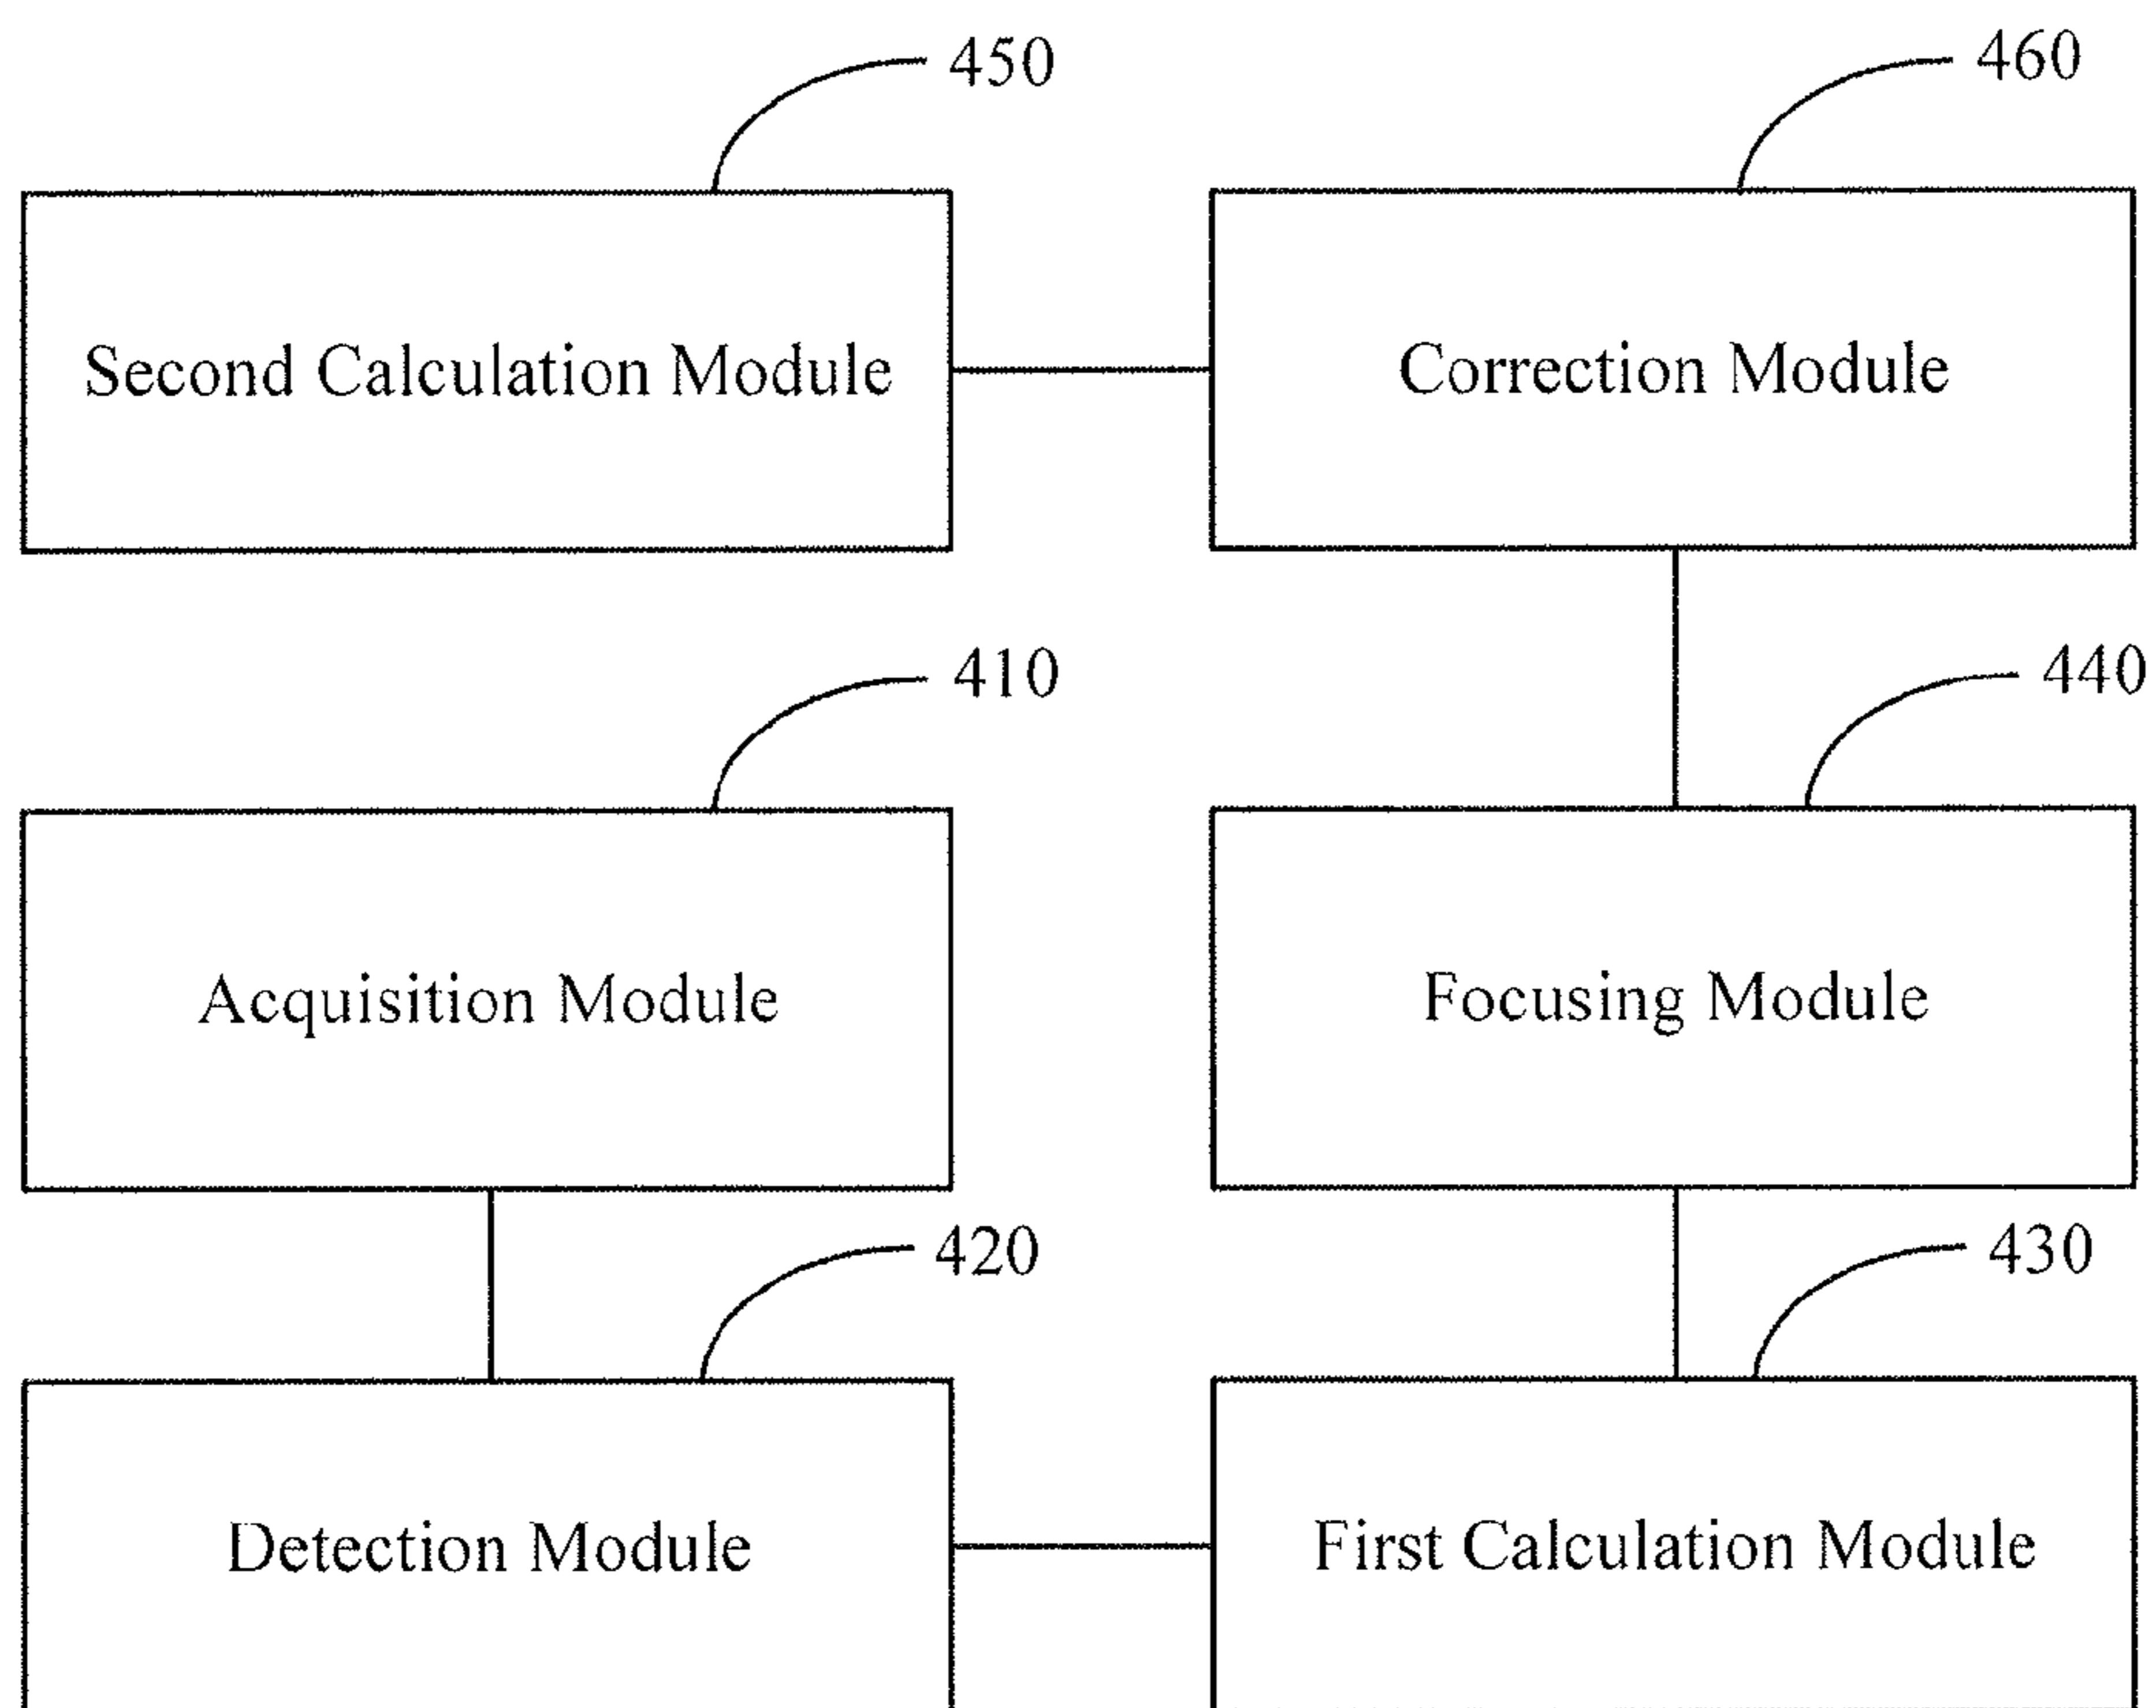 450
460
Second Calculation Module
Correction Module
410
440
Acquisition Module
Focusing Module
420
430
Detection Module
First Calculation Module